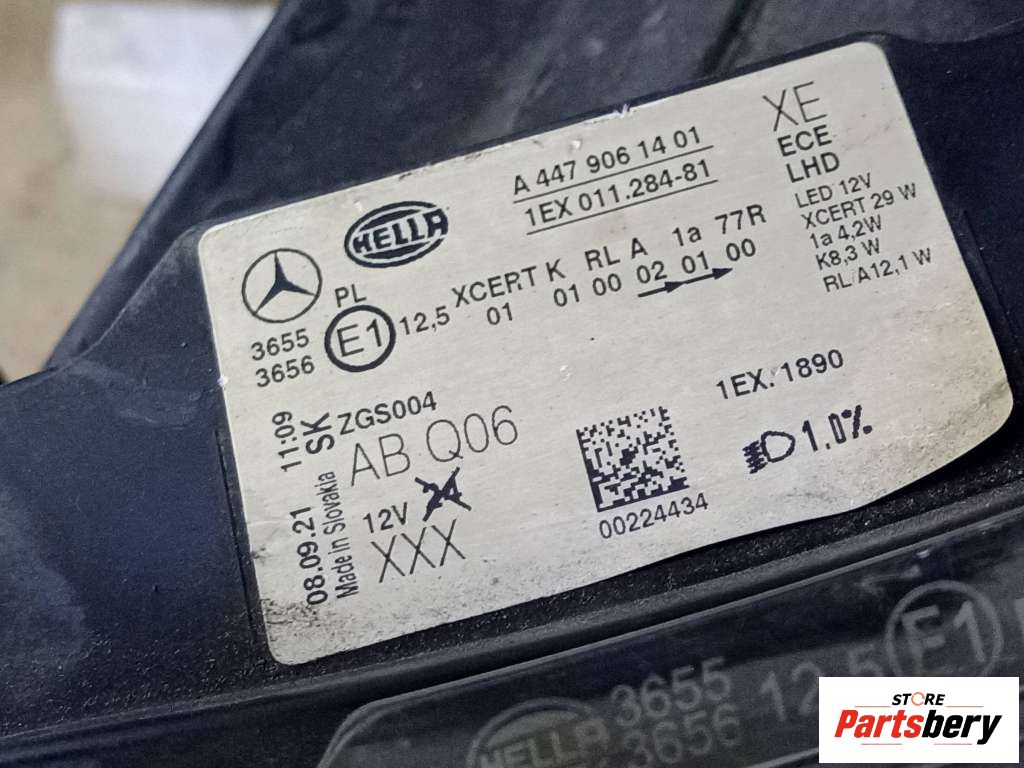 A 447 906 14 01
1EX 011.284-81
XE
ECE
LHD
LED 12V
XCERT 29 W
1a 4,2W
K8,3 W
RL/A12,1 W
HELLA
PL
3655
3656
E1
12,5
XCERT K RL A 1a 77R
01 01 00 02 01 00
08.09.21 11:09
Made in Slovakia SK
ZGS004
AB Q06
12V
XXX
00224434
1EX.1890
1.0%
HELLA
3655
3656
12,5
E1
STORE
Partsbery